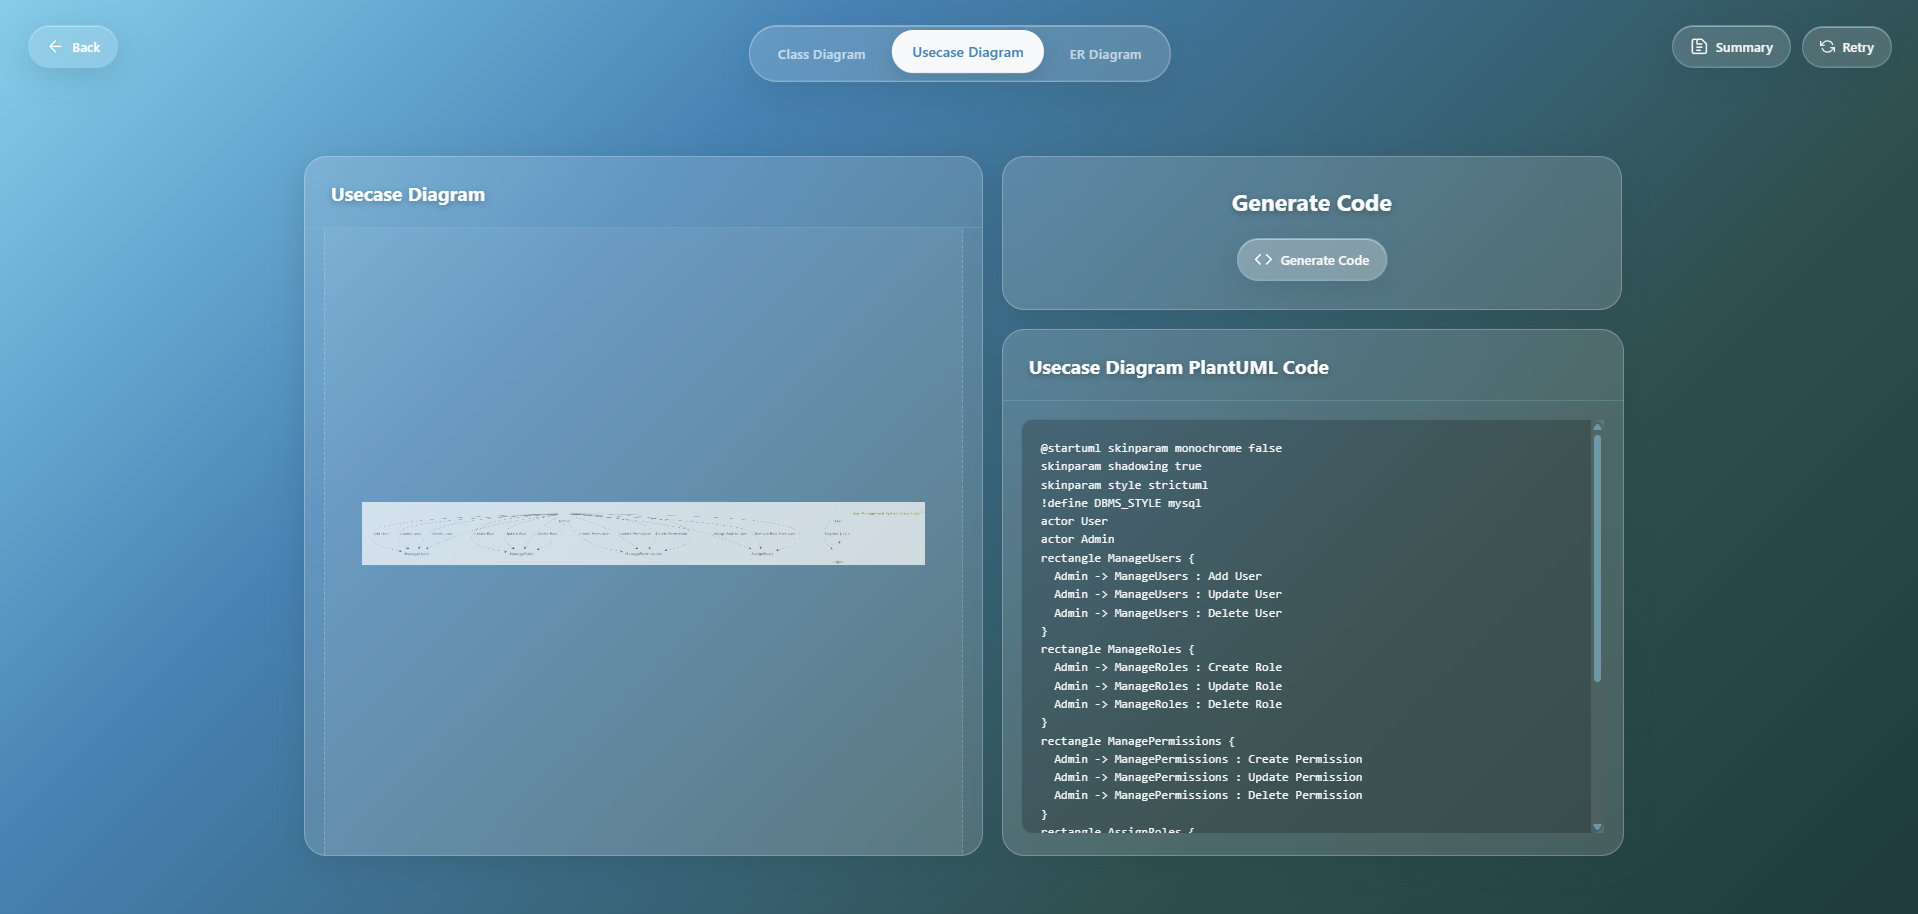 Back
Class Diagram
Usecase Diagram
ER Diagram
Summary
Retry
Usecase Diagram
Generate Code
Generate Code
Usecase Diagram PlantUML Code
@startuml skinparam monochrome false
skinparam shadowing true
skinparam style strictuml
!define DBMS_STYLE mysql
actor User
actor Admin
rectangle ManageUsers {
  Admin -> ManageUsers : Add User
  Admin -> ManageUsers : Update User
  Admin -> ManageUsers : Delete User
}
rectangle ManageRoles {
  Admin -> ManageRoles : Create Role
  Admin -> ManageRoles : Update Role
  Admin -> ManageRoles : Delete Role
}
rectangle ManagePermissions {
  Admin -> ManagePermissions : Create Permission
  Admin -> ManagePermissions : Update Permission
  Admin -> ManagePermissions : Delete Permission
}
rectangle AssignRoles {